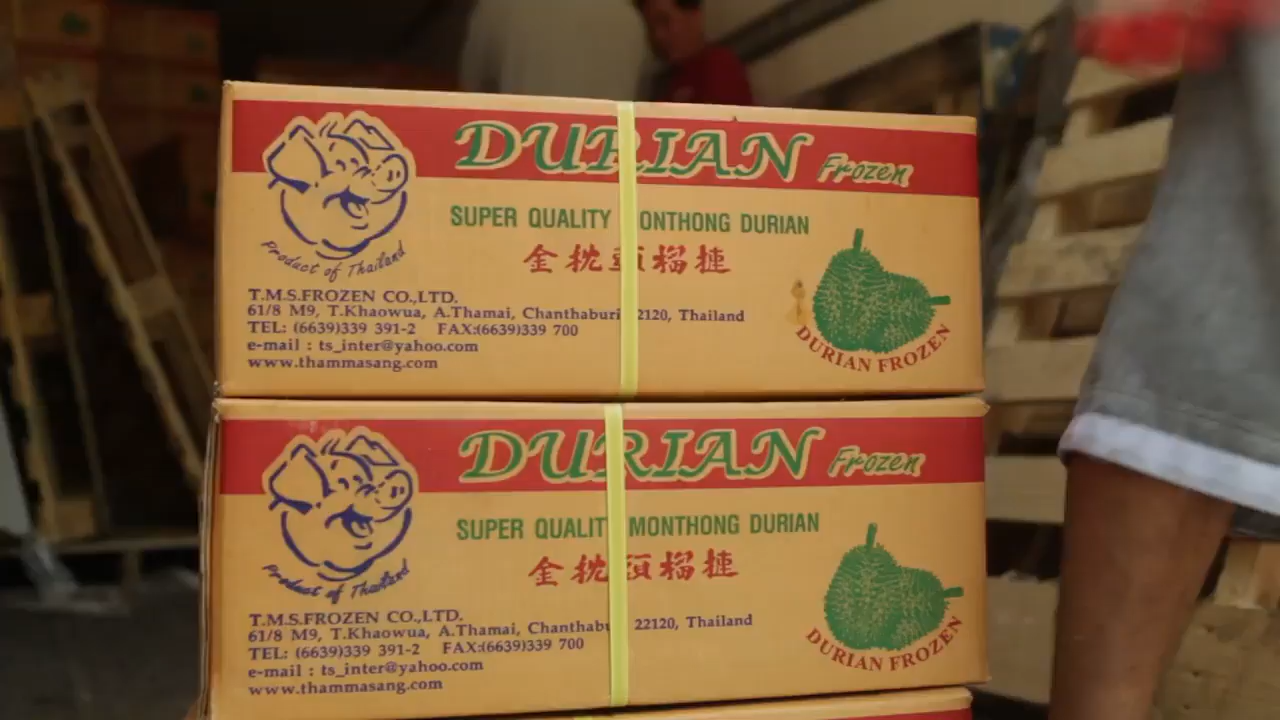 DURIAN Frozen
SUPER QUALITY ONTHONG DURIAN
金枕頭榴槤
Product of Thailand
T.M.S.FROZEN CO.,LTD.
61/8 M9, T.Khaowua, A.Thamai, Chanthaburi 2120, Thailand
TEL: (6639)339 391-2 FAX:(6639)339 700
e-mail : ts_inter@yahoo.com
www.thammasang.com
DURIAN FROZEN
DURIAN Frozen
SUPER QUALIT MONTHONG DURIAN
金枕頭榴槤
Product of Thailand
T.M.S.FROZEN CO.,LTD.
61/8 M9, T.Khaowua, A.Thamai, Chanthab 22120, Thailand
TEL: (6639)339 391-2 FAX:(6639)339 700
e-mail : ts_inter@yahoo.com
www.thammasang.com
DURIAN FROZEN